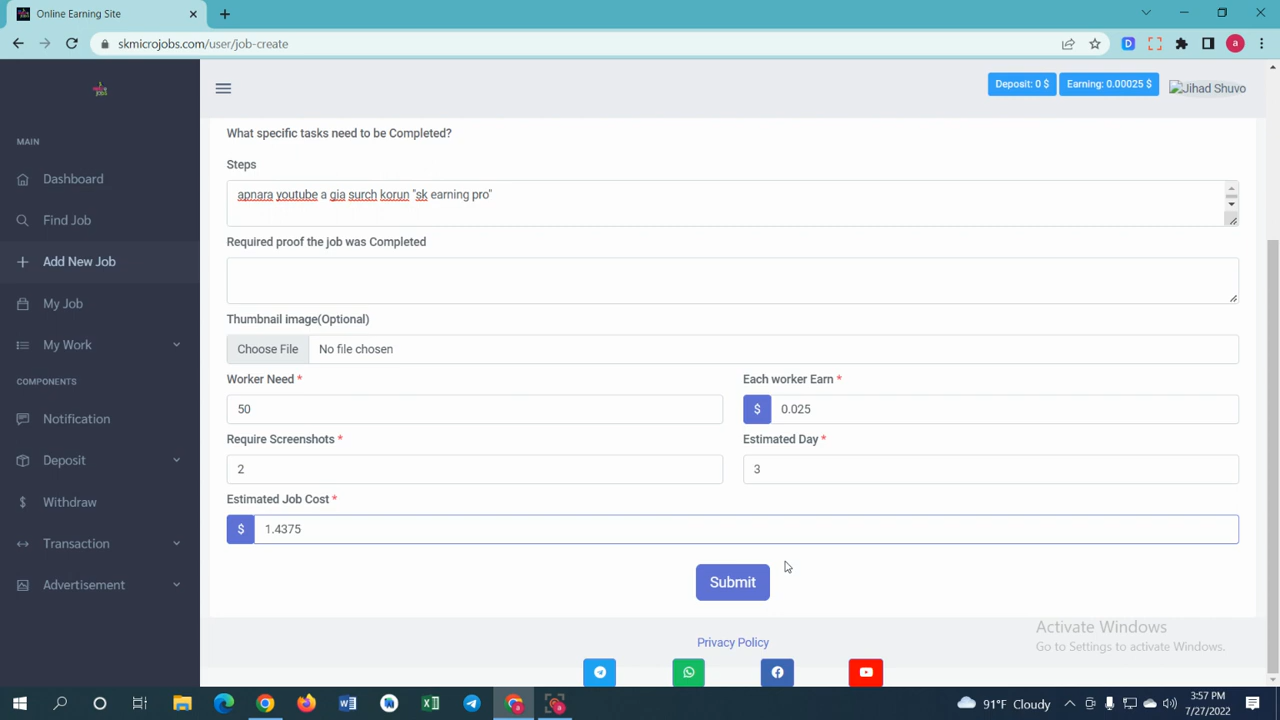 Online Earning Site
skmicrojobs.com/user/job-create
Deposit: 0 $
Earning: 0.00025 $
Jihad Shuvo
MAIN
Dashboard
Find Job
Add New Job
My Job
My Work
COMPONENTS
Notification
Deposit
Withdraw
Transaction
Advertisement
What specific tasks need to be Completed?
Steps
apnara youtube a gia surch korun "sk earning pro"
Required proof the job was Completed
Thumbnail image(Optional)
Choose File No file chosen
Worker Need *
Each worker Earn *
50
$ 0.025
Require Screenshots *
Estimated Day *
2
3
Estimated Job Cost *
$ 1.4375
Submit
Privacy Policy
Activate Windows
Go to Settings to activate Windows.
91°F Cloudy
3:57 PM
7/27/2022